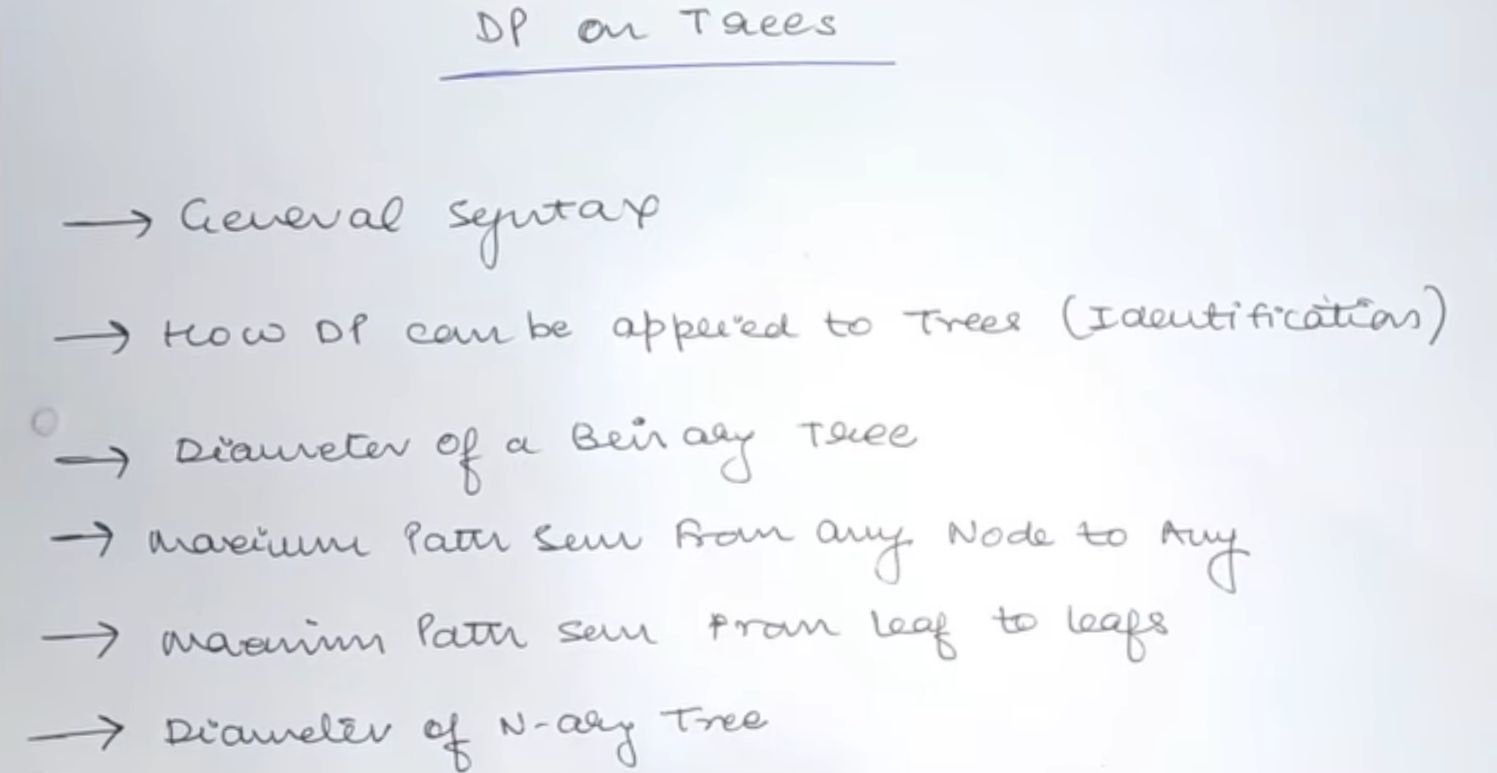 DP on Trees
→ General Syntax
→ How DP can be applied to Trees (Identification)
→ Diameter of a Binary Tree
→ Maximum Path Sum from any Node to Any
→ Maximum Path sum From leaf to leafs
→ Diameter of N-ary Tree